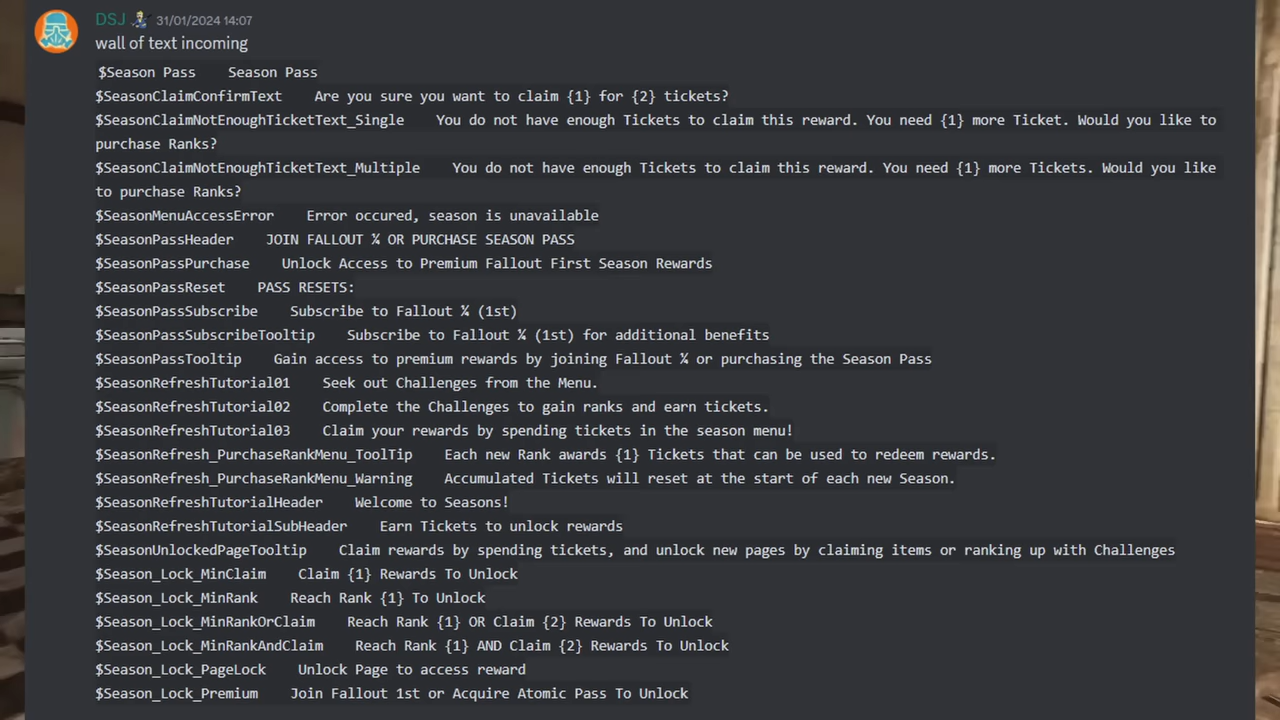 DSJ 31/01/2024 14:07
wall of text incoming
$Season Pass    Season Pass
$SeasonClaimConfirmText    Are you sure you want to claim {1} for {2} tickets?
$SeasonClaimNotEnoughTicketText_Single    You do not have enough Tickets to claim this reward. You need {1} more Ticket. Would you like to
purchase Ranks?
$SeasonClaimNotEnoughTicketText_Multiple    You do not have enough Tickets to claim this reward. You need {1} more Tickets. Would you like
to purchase Ranks?
$SeasonMenuAccessError    Error occured, season is unavailable
$SeasonPassHeader    JOIN FALLOUT ¼ OR PURCHASE SEASON PASS
$SeasonPassPurchase    Unlock Access to Premium Fallout First Season Rewards
$SeasonPassReset    PASS RESETS:
$SeasonPassSubscribe    Subscribe to Fallout ¼ (1st)
$SeasonPassSubscribeTooltip    Subscribe to Fallout ¼ (1st) for additional benefits
$SeasonPassTooltip    Gain access to premium rewards by joining Fallout ¼ or purchasing the Season Pass
$SeasonRefreshTutorial01    Seek out Challenges from the Menu.
$SeasonRefreshTutorial02    Complete the Challenges to gain ranks and earn tickets.
$SeasonRefreshTutorial03    Claim your rewards by spending tickets in the season menu!
$SeasonRefresh_PurchaseRankMenu_ToolTip    Each new Rank awards {1} Tickets that can be used to redeem rewards.
$SeasonRefresh_PurchaseRankMenu_Warning    Accumulated Tickets will reset at the start of each new Season.
$SeasonRefreshTutorialHeader    Welcome to Seasons!
$SeasonRefreshTutorialSubHeader    Earn Tickets to unlock rewards
$SeasonUnlockedPageTooltip    Claim rewards by spending tickets, and unlock new pages by claiming items or ranking up with Challenges
$Season_Lock_MinClaim    Claim {1} Rewards To Unlock
$Season_Lock_MinRank    Reach Rank {1} To Unlock
$Season_Lock_MinRankOrClaim    Reach Rank {1} OR Claim {2} Rewards To Unlock
$Season_Lock_MinRankAndClaim    Reach Rank {1} AND Claim {2} Rewards To Unlock
$Season_Lock_PageLock    Unlock Page to access reward
$Season_Lock_Premium    Join Fallout 1st or Acquire Atomic Pass To Unlock